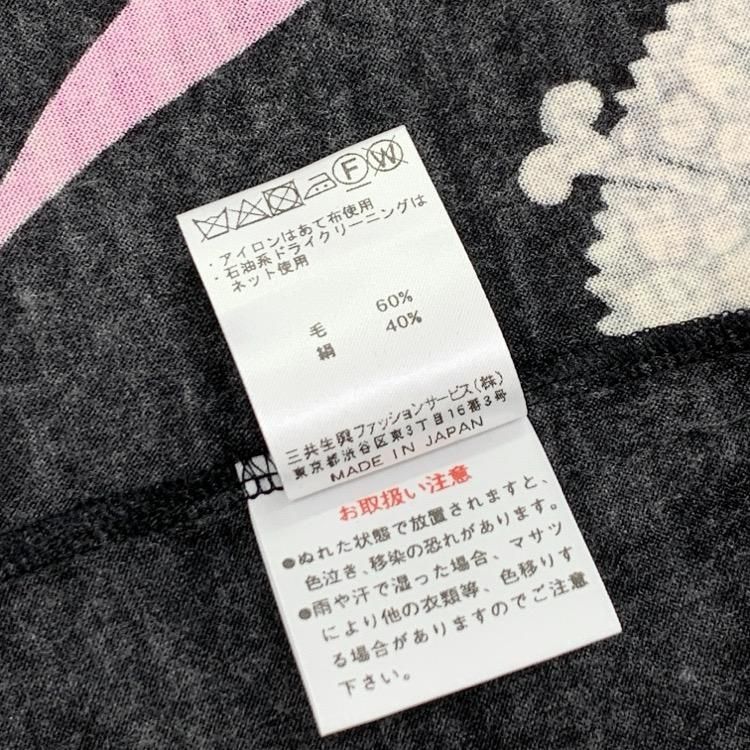 F W
・アイロンはあて布使用
・石油系ドライクリーニングは
ネット使用
毛 60%
絹 40%
三共生興ファッションサービス(株)
東京都渋谷区東3丁目16番3号
MADE IN JAPAN
お取扱い注意
●ぬれた状態で放置されますと、
色泣き、移染の恐れがあります。
●雨や汗で湿った場合、マサツ
により他の衣類等、色移りす
る場合がありますのでご注意
下さい。